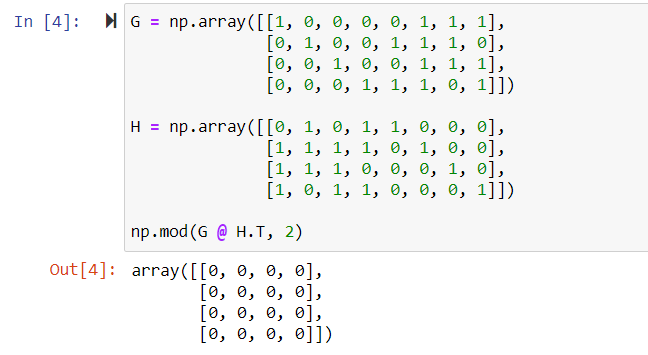 In [4]: G = np.array([[1, 0, 0, 0, 0, 1, 1, 1],
[0, 1, 0, 0, 1, 1, 1, 0],
[0, 0, 1, 0, 0, 1, 1, 1],
[0, 0, 0, 1, 1, 1, 0, 1]])
H = np.array([[0, 1, 0, 1, 1, 0, 0, 0],
[1, 1, 1, 1, 0, 1, 0, 0],
[1, 1, 1, 0, 0, 0, 1, 0],
[1, 0, 1, 1, 0, 0, 0, 1]])
np.mod(G @ H.T, 2)
Out[4]: array([[0, 0, 0, 0],
[0, 0, 0, 0],
[0, 0, 0, 0],
[0, 0, 0, 0]])